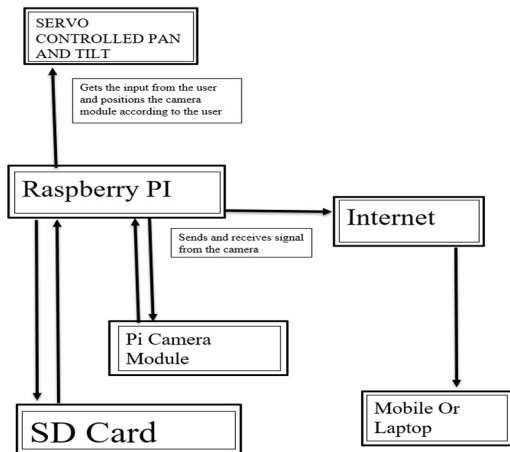 SERVO
CONTROLLED PAN
AND TILT
Gets the input from the user
and positions the camera
module according to the user
Raspberry PI
Internet
Sends and receives signal
from the camera
Pi Camera
Module
SD Card
Mobile Or
Laptop